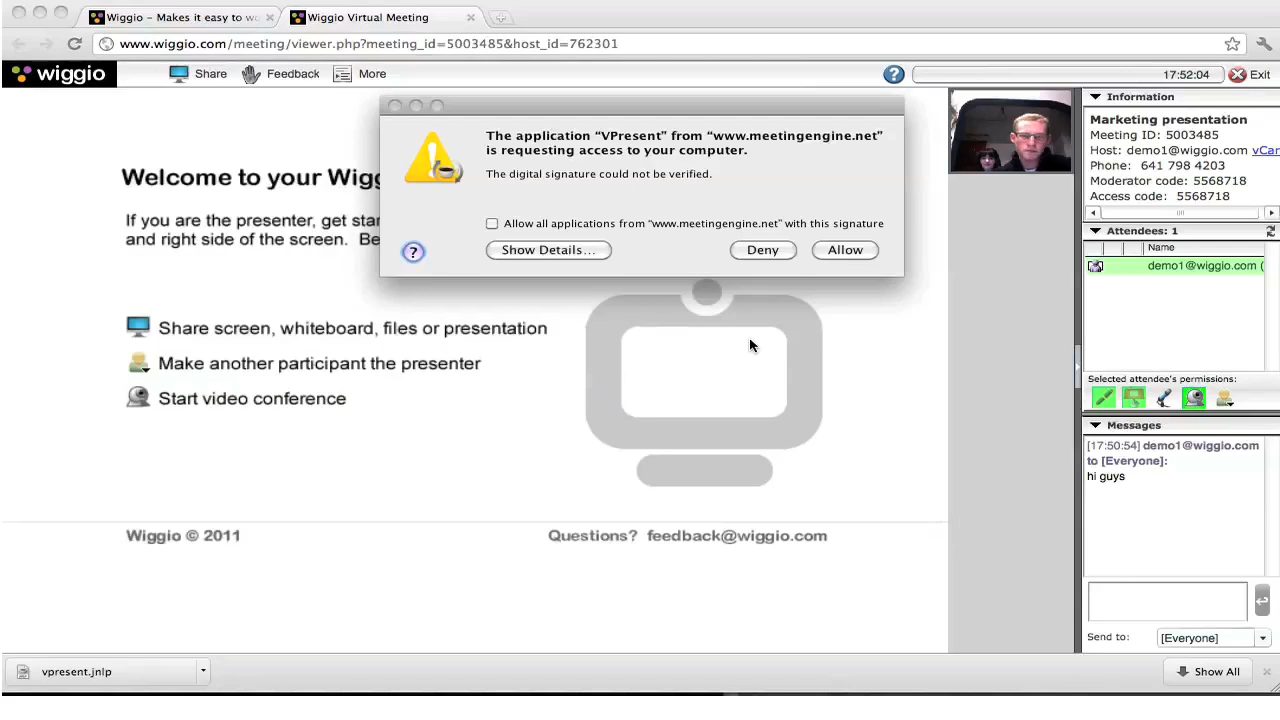 Wiggio – Makes it easy to wo
Wiggio Virtual Meeting
www.wiggio.com/meeting/viewer.php?meeting_id=5003485&host_id=762301
wiggio
Share
Feedback
More
?
17:52:04
Exit
The application “VPresent” from “www.meetingengine.net”
is requesting access to your computer.
The digital signature could not be verified.
Allow all applications from “www.meetingengine.net” with this signature
?
Show Details...
Deny
Allow
Welcome to your Wigg
If you are the presenter, get star
and right side of the screen. Be
Share screen, whiteboard, files or presentation
Make another participant the presenter
Start video conference
Wiggio © 2011
Questions? feedback@wiggio.com
Information
Marketing presentation
Meeting ID: 5003485
Host: demo1@wiggio.com vCar
Phone: 641 798 4203
Moderator code: 5568718
Access code: 5568718
Attendees: 1
Name
demo1@wiggio.com (
Selected attendee's permissions:
Messages
[17:50:54] demo1@wiggio.com
to [Everyone]:
hi guys
Send to:
[Everyone]
vpresent.jnlp
Show All